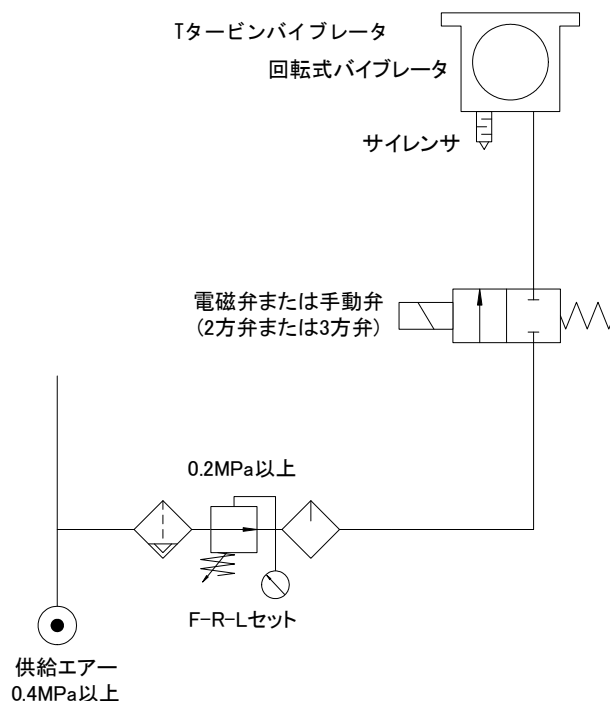 Tタービンバイブレータ
回転式バイブレータ
サイレンサ
電磁弁または手動弁
(2方弁または3方弁)
0.2MPa以上
F-R-Lセット
供給エアー
0.4MPa以上